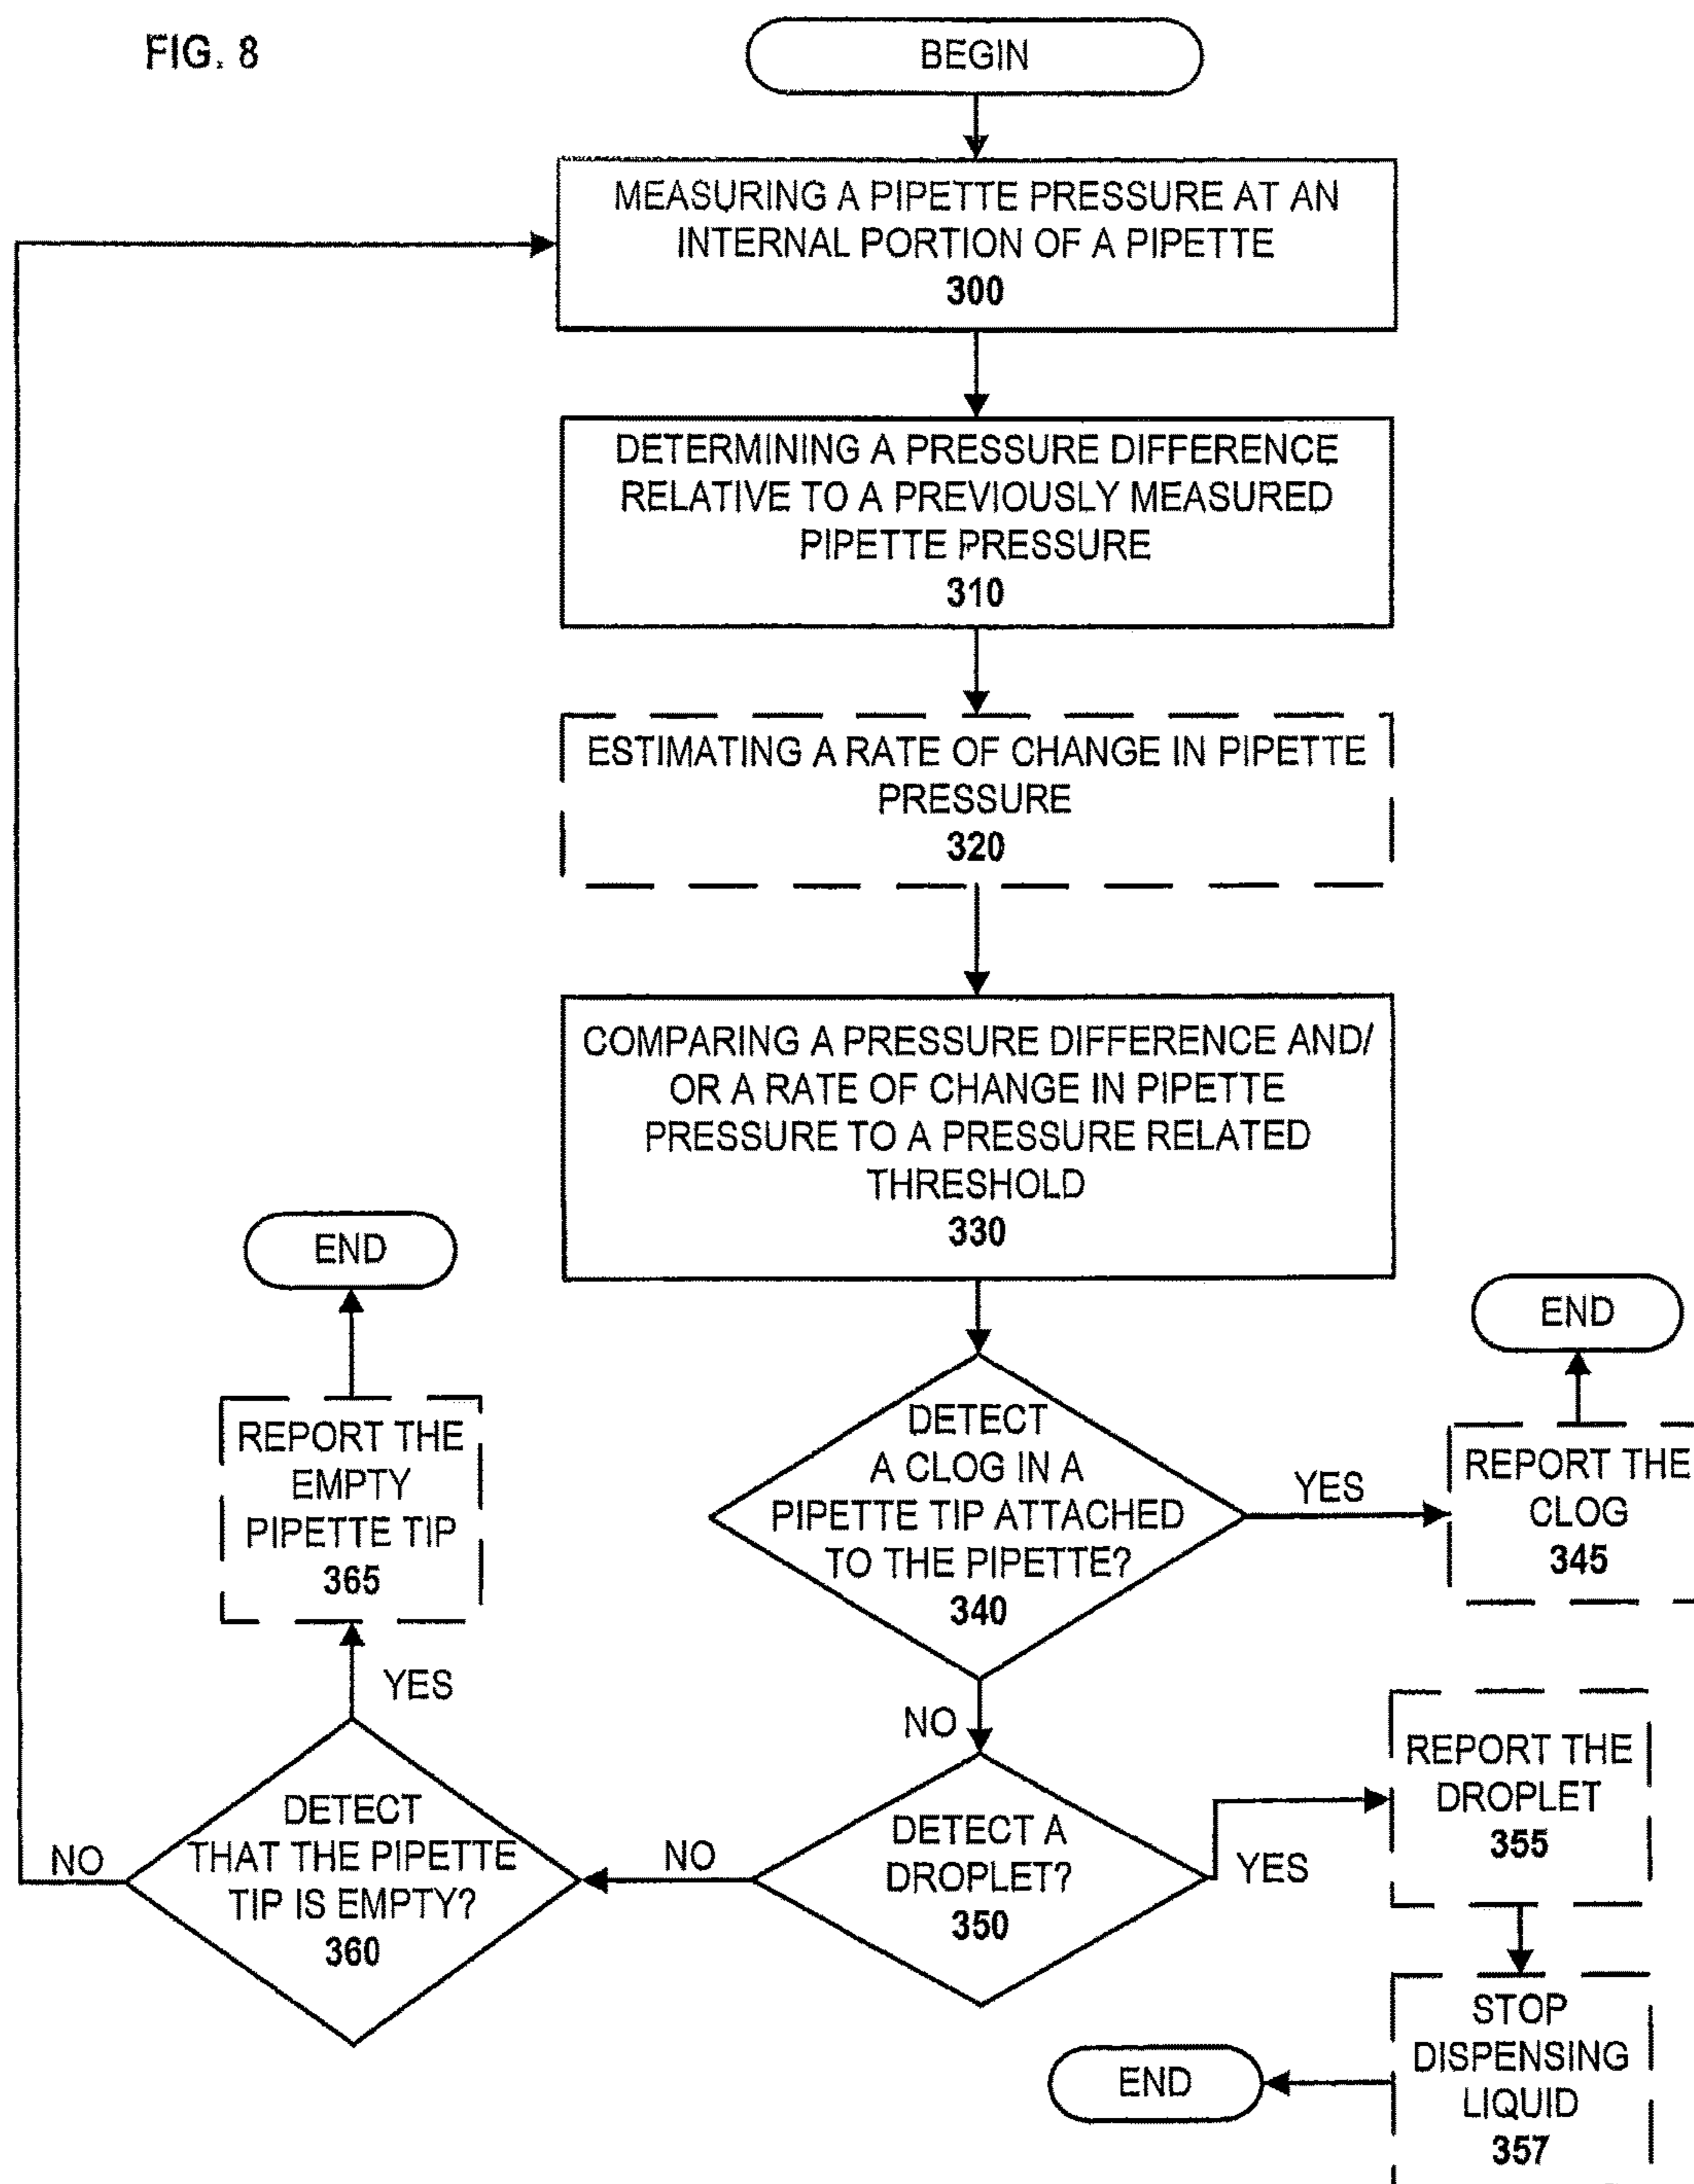 FIG. 8
BEGIN
MEASURING A PIPETTE PRESSURE AT AN
INTERNAL PORTION OF A PIPETTE
300
DETERMINING A PRESSURE DIFFERENCE
RELATIVE TO A PREVIOUSLY MEASURED
PIPETTE PRESSURE
310
ESTIMATING A RATE OF CHANGE IN PIPETTE
PRESSURE
320
COMPARING A PRESSURE DIFFERENCE AND/
OR A RATE OF CHANGE IN PIPETTE
PRESSURE TO A PRESSURE RELATED
THRESHOLD
330
DETECT
A CLOG IN A
PIPETTE TIP ATTACHED
TO THE PIPETTE?
340
YES
REPORT THE
CLOG
345
END
NO
DETECT A
DROPLET?
350
YES
REPORT THE
DROPLET
355
STOP
DISPENSING
LIQUID
357
END
NO
DETECT
THAT THE PIPETTE
TIP IS EMPTY?
360
YES
REPORT THE
EMPTY
PIPETTE TIP
365
END
NO